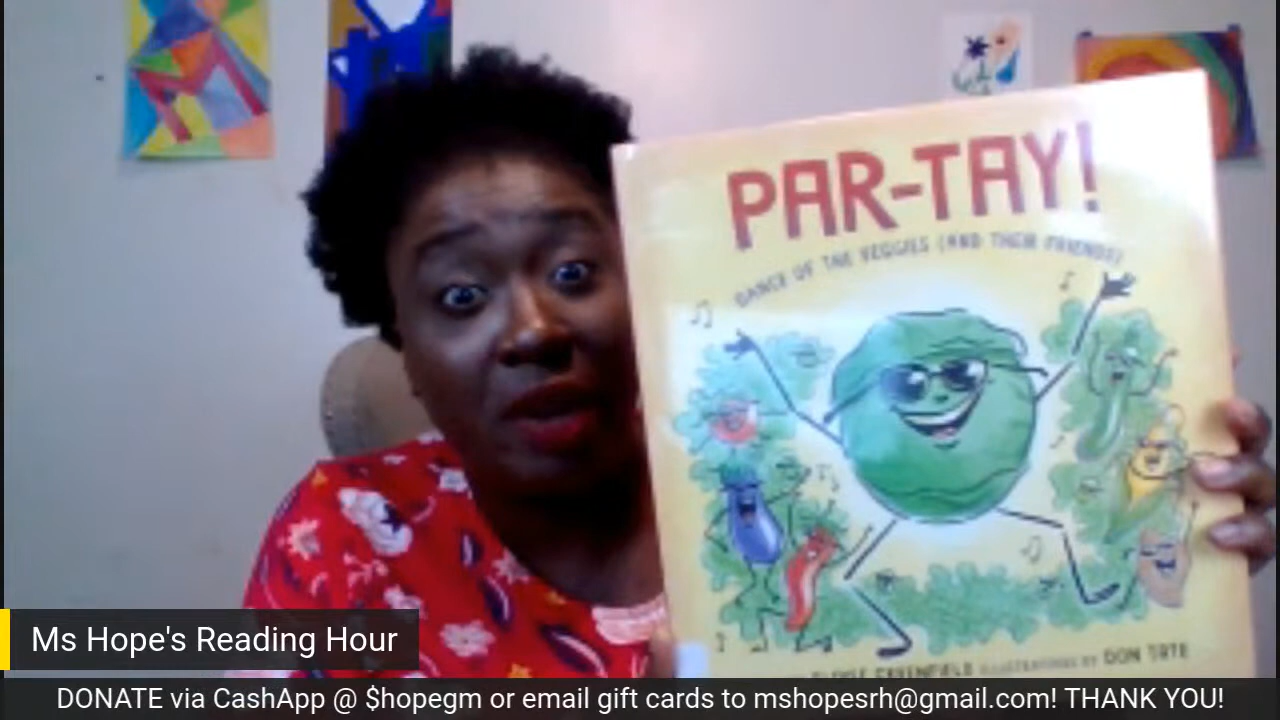 PAR-TAY!
DANCE OF THE VEGGIES (AND THEIR FRIENDS)
GREENFIELD ILLUSTRATIONS BY DON TATE
Ms Hope's Reading Hour
DONATE via CashApp @ $hopegm or email gift cards to mshopesrh@gmail.com! THANK YOU!